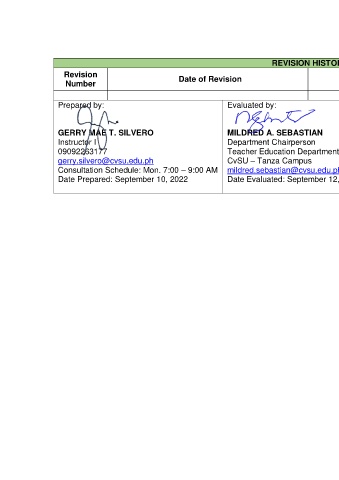 REVISION HISTO
Revision Number
Date of Revision
Prepared by:
GERRY MAE T. SILVERO
Instructor I
09092263177
gerry.silvero@cvsu.edu.ph
Consultation Schedule: Mon. 7:00 – 9:00 AM
Date Prepared: September 10, 2022
Evaluated by:
MILDRED A. SEBASTIAN
Department Chairperson
Teacher Education Department
CvSU – Tanza Campus
mildred.sebastian@cvsu.edu.ph
Date Evaluated: September 12,